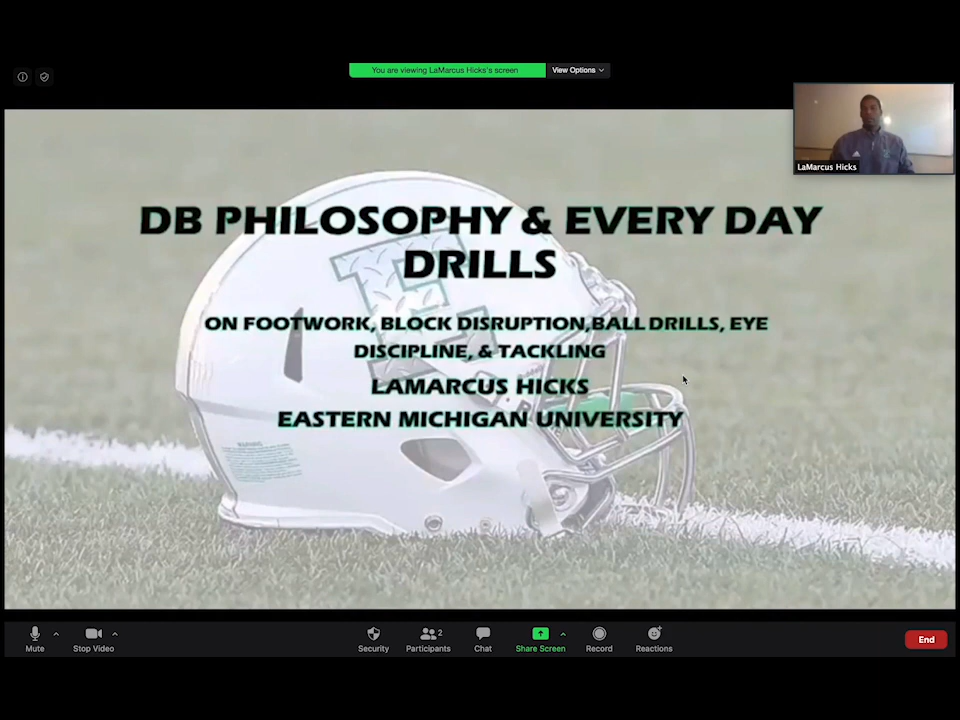 You are viewing LaMarcus Hicks's screen
View Options
LaMarcus Hicks
DB PHILOSOPHY & EVERY DAY
DRILLS
ON FOOTWORK, BLOCK DISRUPTION,BALL DRILLS, EYE
DISCIPLINE, & TACKLING
LAMARCUS HICKS
EASTERN MICHIGAN UNIVERSITY
WARNING
Mute
Stop Video
Security
Participants
2
Chat
Share Screen
Record
Reactions
End